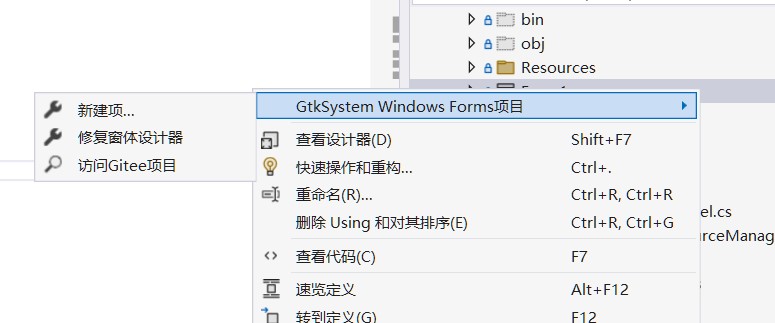 bin
obj
Resources
新建项...
修复窗体设计器
访问Gitee项目
GtkSystem Windows Forms项目
查看设计器(D) Shift+F7
快速操作和重构... Ctrl+.
重命名(R)... Ctrl+R, Ctrl+R
删除 Using 和对其排序(E) Ctrl+R, Ctrl+G
el.cs
urceManag
查看代码(C) F7
速览定义 Alt+F12
转到定义(G) F12